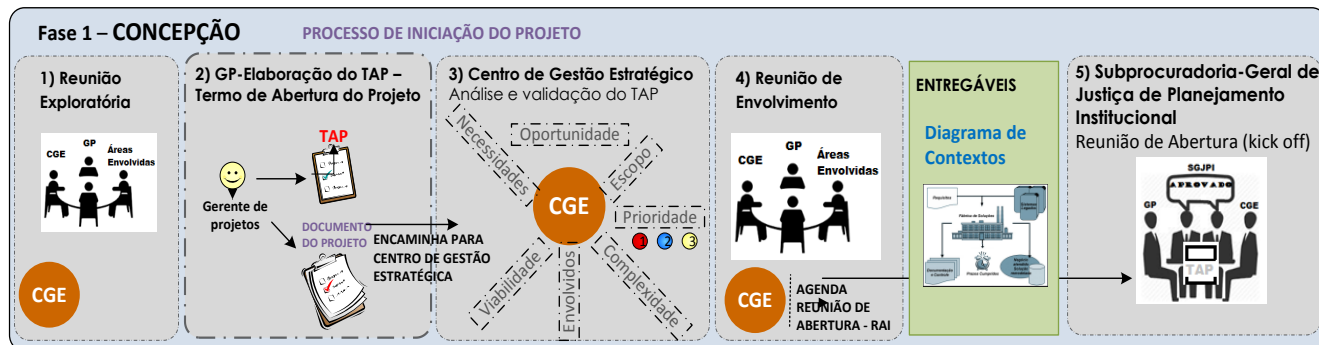 Fase 1 – CONCEPÇÃO
PROCESSO DE INICIAÇÃO DO PROJETO
1) Reunião
Exploratória
CGE
GP
Áreas
Envolvidas
CGE
2) GP-Elaboração do TAP –
Termo de Abertura do Projeto
TAP
Gerente de
projetos
DOCUMENTO
DO PROJETO
ENCAMINHA PARA
CENTRO DE GESTÃO
ESTRATÉGICA
3) Centro de Gestão Estratégico
Análise e validação do TAP
Necessidades
Oportunidade
Escopo
CGE
Prioridade
1 2 3
Viabilidade
Envolvidos
Complexidade
4) Reunião de
Envolvimento
CGE
GP
Áreas
Envolvidas
CGE
AGENDA
REUNIÃO DE
ABERTURA - RAI
ENTREGÁVEIS
Diagrama de
Contextos
Requisitos
Fábrica de Soluções
5) Subprocuradoria-Geral de
Justiça de Planejamento
Institucional
Reunião de Abertura (kick off)
SGJPI
APROVADO
GP
CGE
TAP